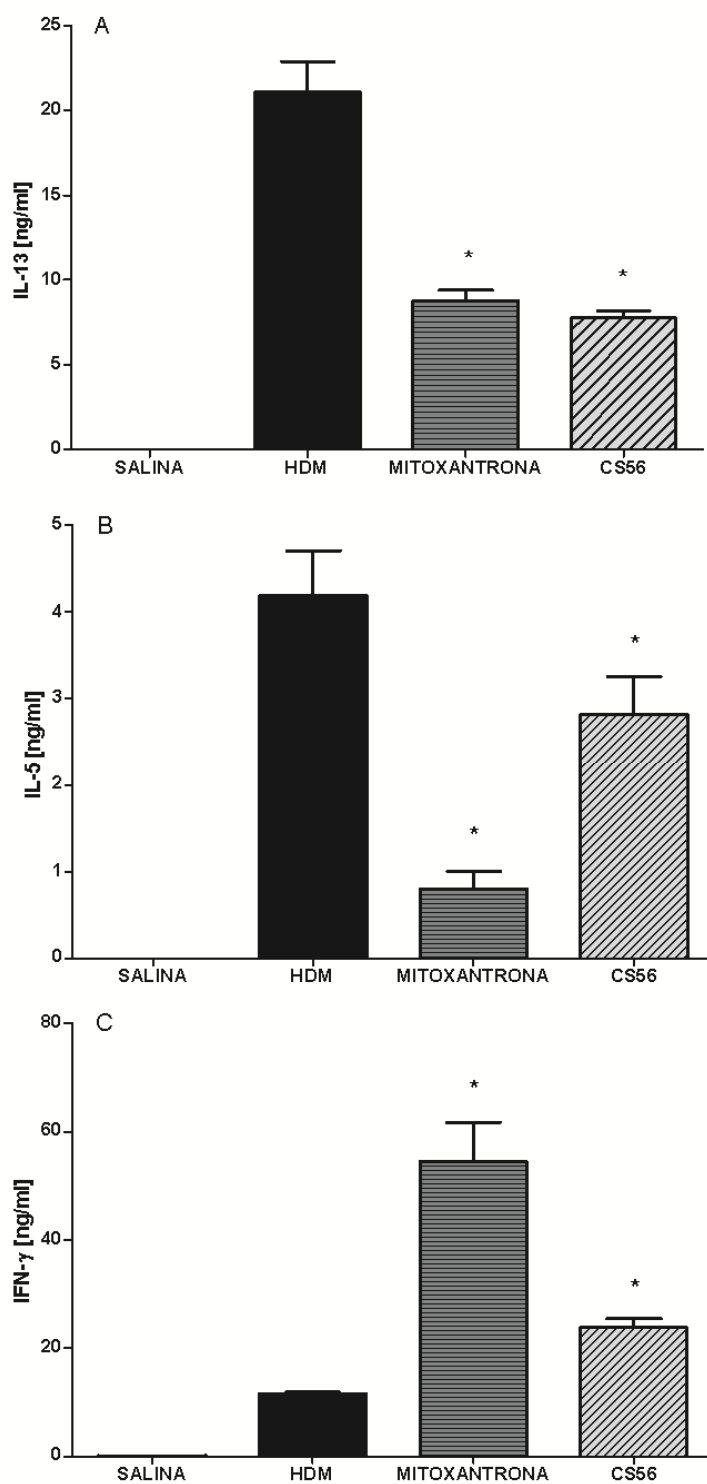 A
25
20
15
10
5
0
IL-13 [ng/ml]
*
*
SALINA HDM MITOXANTRONA CS56
B
5
4
3
2
1
0
IL-5 [ng/ml]
*
*
SALINA HDM MITOXANTRONA CS56
C
80
60
40
20
0
IFN-γ [ng/ml]
*
*
SALINA HDM MITOXANTRONA CS56